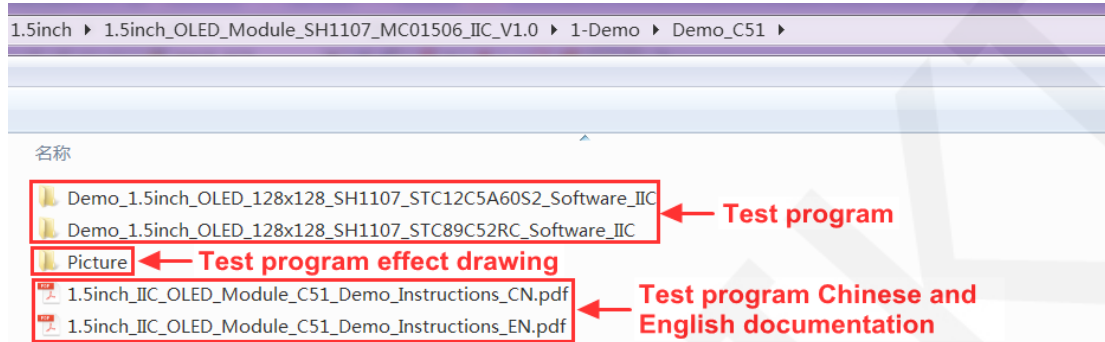 1.5inch ▸ 1.5inch_OLED_Module_SH1107_MC01506_IIC_V1.0 ▸ 1-Demo ▸ Demo_C51 ▸
名称
Demo_1.5inch_OLED_128x128_SH1107_STC12C5A60S2_Software_IIC
Demo_1.5inch_OLED_128x128_SH1107_STC89C52RC_Software_IIC
Test program
Picture
Test program effect drawing
1.5inch_IIC_OLED_Module_C51_Demo_Instructions_CN.pdf
1.5inch_IIC_OLED_Module_C51_Demo_Instructions_EN.pdf
Test program Chinese and
English documentation